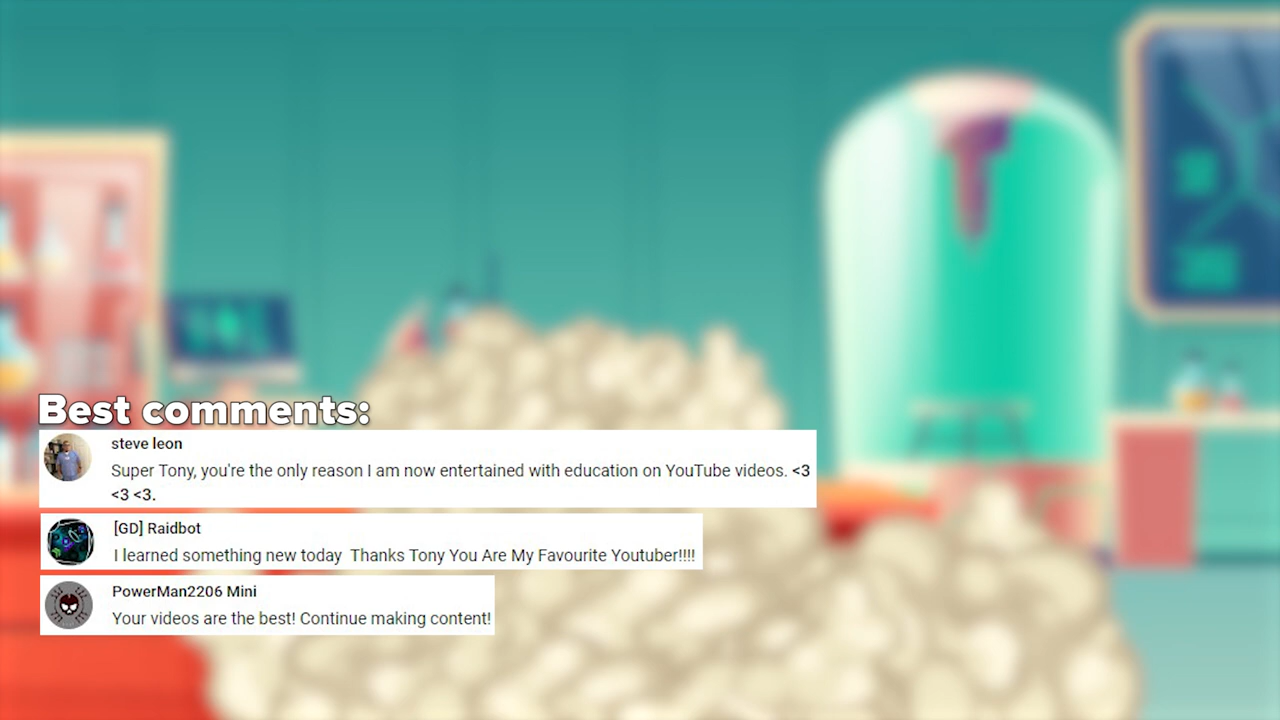 Best comments:
steve leon
Super Tony, you're the only reason I am now entertained with education on YouTube videos. <3
<3 <3.
[GD] Raidbot
I learned something new today  Thanks Tony You Are My Favourite Youtuber!!!!
PowerMan2206 Mini
Your videos are the best! Continue making content!